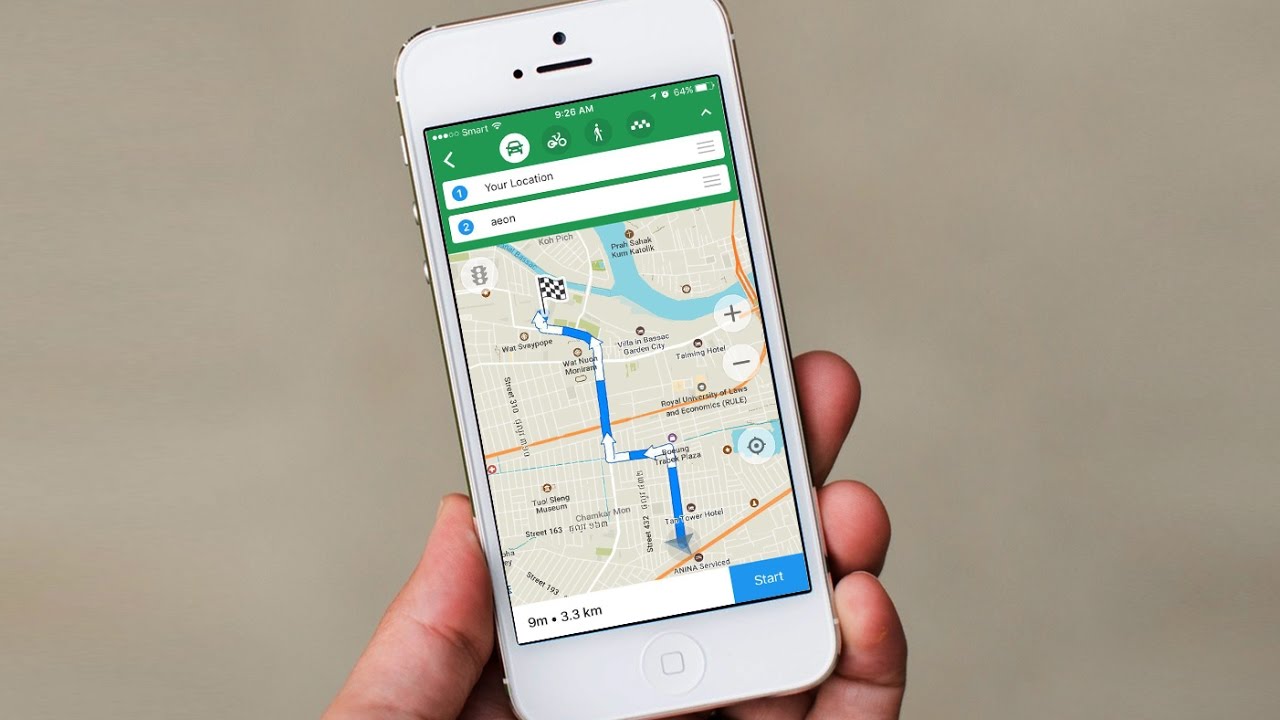 Smart
9:26 AM
64%
1 Your Location
2 aeon
Koh Pich
Prah Sahak
Kum Katolik
Wat Svaypope
Villa in Bassac
Garden City
Taiming Hotel
Wat Nuon
Moniram
Royal University of Laws
and Economics (RULE)
Street 310
Boeung
Trabek Plaza
Tuol Sleng
Museum
Chamkar Mon
Street 163
Street 432
Tan Tower Hotel
ANINA Serviced
Street 193
Start
9m • 3.3 km